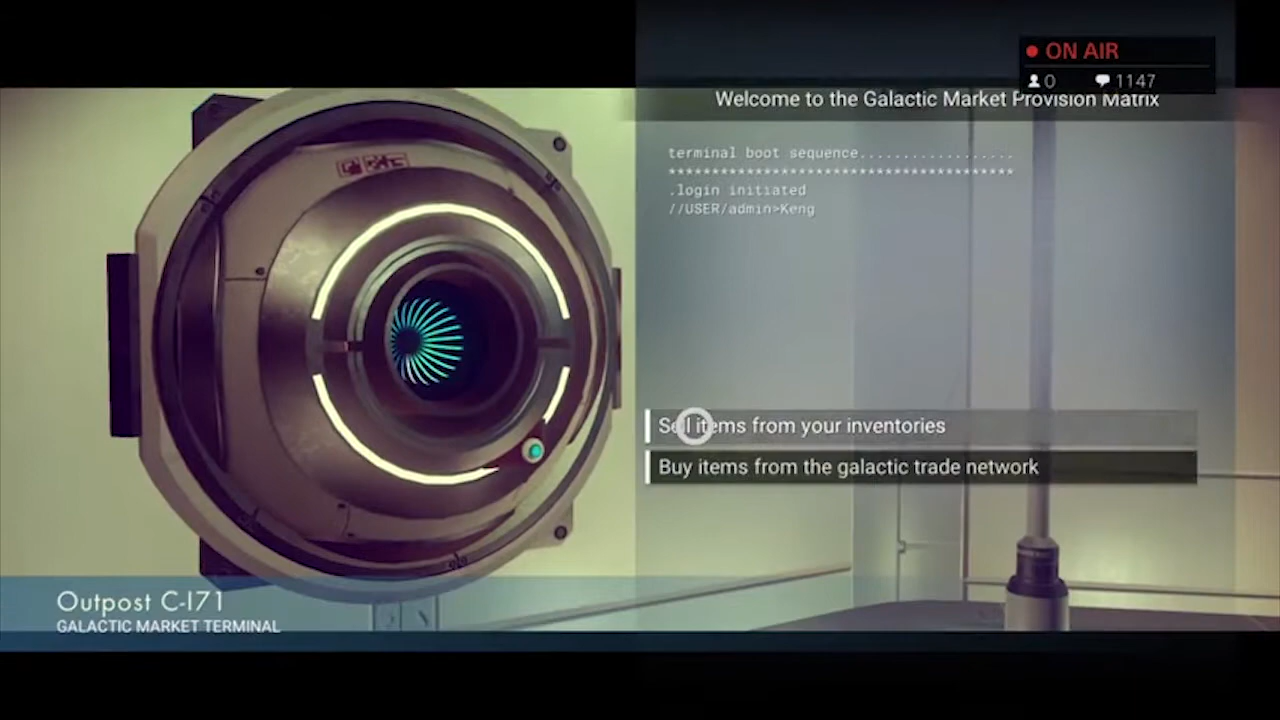 ON AIR
0 1147
Welcome to the Galactic Market Provision Matrix
terminal boot sequence..................
****************************************
.login initiated
//USER/admin>Keng
Sell items from your inventories
Buy items from the galactic trade network
Outpost C-171
GALACTIC MARKET TERMINAL